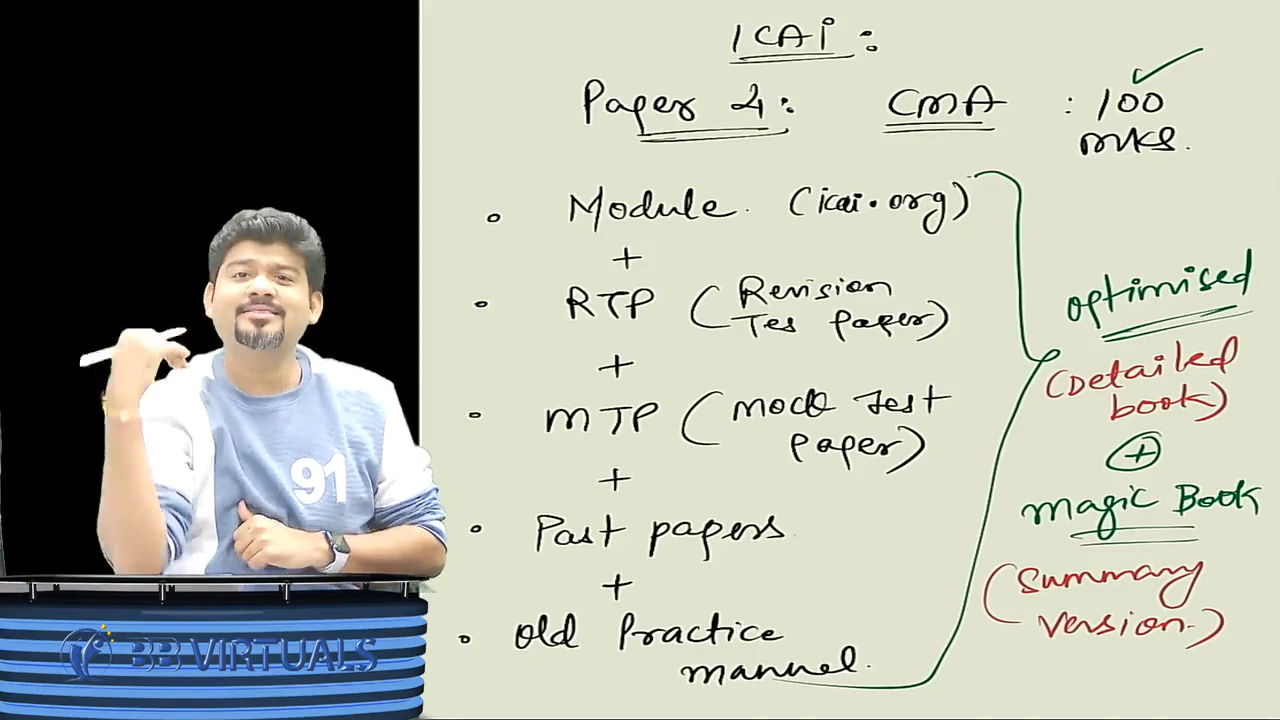 ICAI :
Paper 4 : CMA : 100
mks.
• Module. (icai.org)
+
• RTP (Revision
Tes paper)
+
• MTP (Mock Test
paper)
+
• Past papers.
+
• Old Practice
manuel.
optimised
(Detailed
book)
+
Magic Book
(Summary
version.)
91
BB VIRTUALS